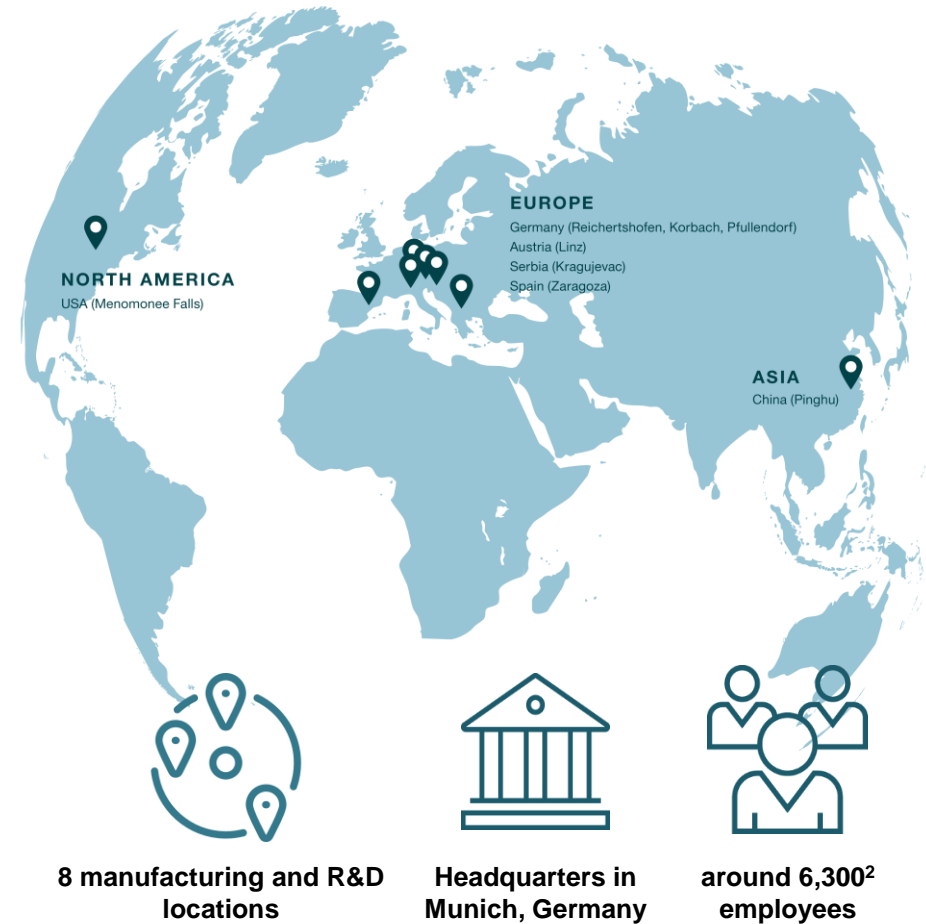 EUROPE
Germany (Reichertshofen, Korbach, Pfullendorf)
Austria (Linz)
Serbia (Kragujevac)
Spain (Zaragoza)
NORTH AMERICA
USA (Menomonee Falls)
ASIA
China (Pinghu)
8 manufacturing and R&D
locations
Headquarters in
Munich, Germany
around 6,300²
employees